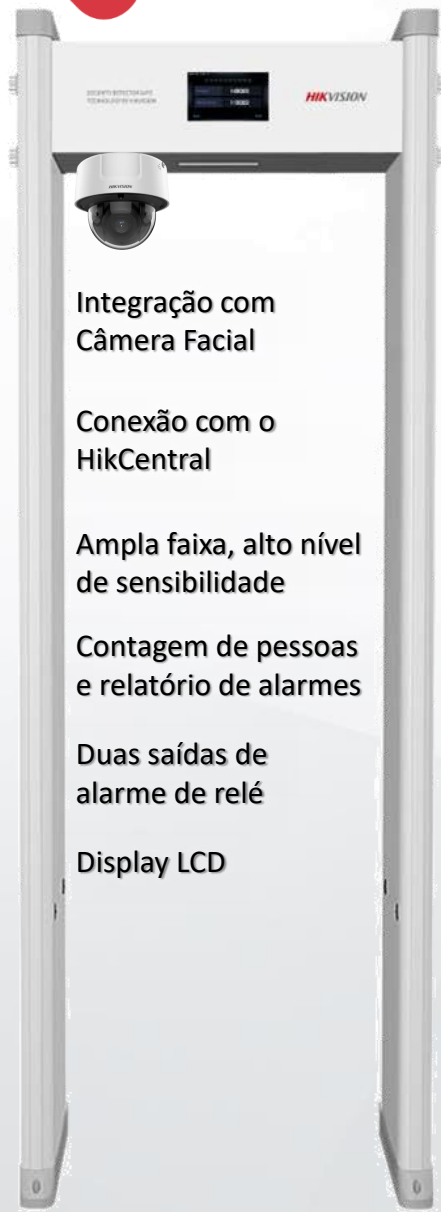 HIKVISION
HIKVISION
Integração com
Câmera Facial
Conexão com o
HikCentral
Ampla faixa, alto nível
de sensibilidade
Contagem de pessoas
e relatório de alarmes
Duas saídas de
alarme de relé
Display LCD